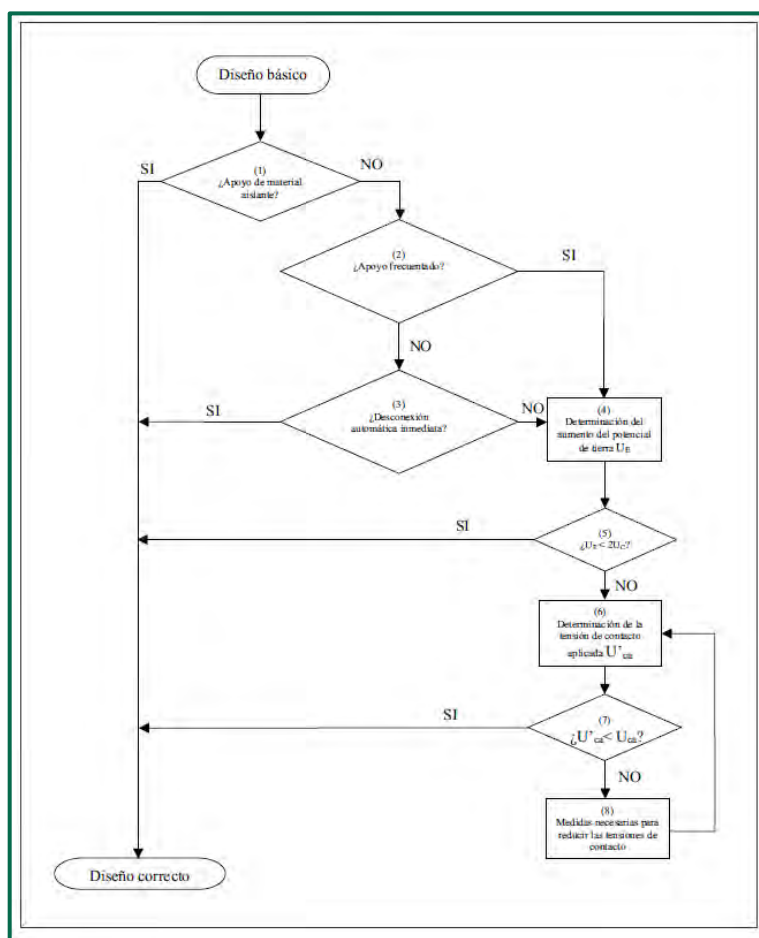 Diseño básico
SI
NO
(1)
¿Apoyo de material
aislante?
(2)
¿Apoyo frecuentado?
SI
NO
SI
(3)
¿Desconexión
automática inmediata?
NO
(4)
Determinación del
aumento del potencial
de tierra UE
SI
(5)
¿UE < 2UC?
NO
(6)
Determinación de la
tensión de contacto
aplicada U'ca
SI
(7)
¿U'ca< Uca?
NO
(8)
Medidas necesarias para
reducir las tensiones de
contacto
Diseño correcto